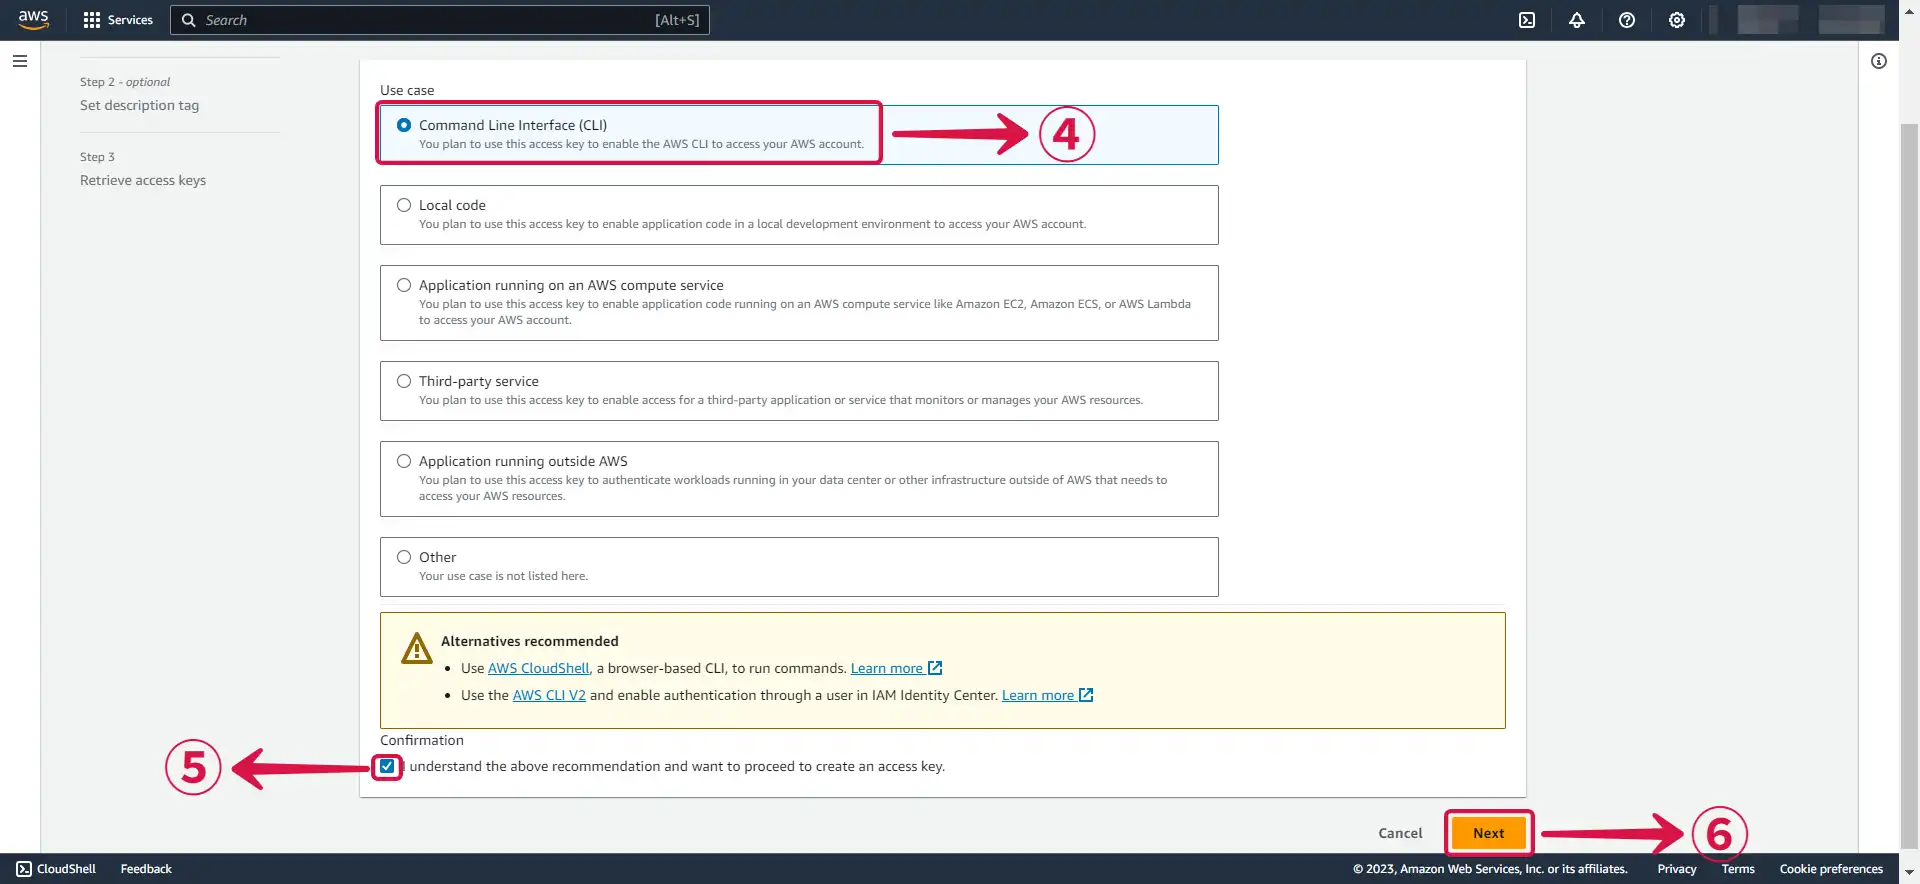 aws
Services
Search
[Alt+S]
Step 2 - optional
Set description tag
Step 3
Retrieve access keys
Use case
Command Line Interface (CLI)
You plan to use this access key to enable the AWS CLI to access your AWS account.
4
Local code
You plan to use this access key to enable application code in a local development environment to access your AWS account.
Application running on an AWS compute service
You plan to use this access key to enable application code running on an AWS compute service like Amazon EC2, Amazon ECS, or AWS Lambda
to access your AWS account.
Third-party service
You plan to use this access key to enable access for a third-party application or service that monitors or manages your AWS resources.
Application running outside AWS
You plan to use this access key to authenticate workloads running in your data center or other infrastructure outside of AWS that needs to
access your AWS resources.
Other
Your use case is not listed here.
Alternatives recommended
• Use AWS CloudShell, a browser-based CLI, to run commands. Learn more
• Use the AWS CLI V2 and enable authentication through a user in IAM Identity Center. Learn more
Confirmation
5
understand the above recommendation and want to proceed to create an access key.
Cancel
Next
6
CloudShell
Feedback
© 2023, Amazon Web Services, Inc. or its affiliates.
Privacy
Terms
Cookie preferences